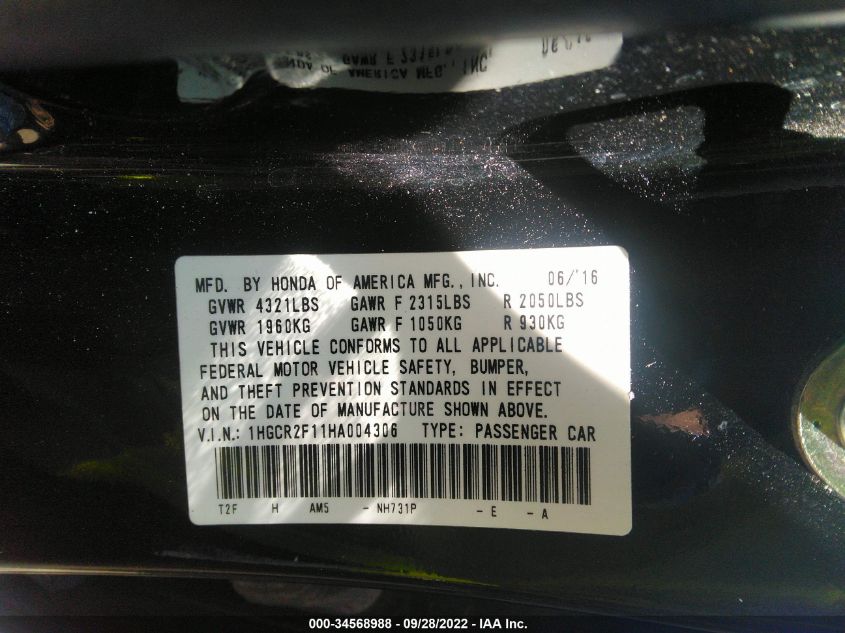 MFD. BY HONDA OF AMERICA MFG., INC. 06/'16
GVWR 4321LBS GAWR F 2315LBS R 2050LBS
GVWR 1960KG GAWR F 1050KG R 930KG
THIS VEHICLE CONFORMS TO ALL APPLICABLE
FEDERAL MOTOR VEHICLE SAFETY, BUMPER,
AND THEFT PREVENTION STANDARDS IN EFFECT
ON THE DATE OF MANUFACTURE SHOWN ABOVE.
V.I.N.: 1HGCR2F11HA004306 TYPE: PASSENGER CAR
T2F H AM5 - NH731P - E - A
000-34568988 - 09/28/2022 - IAA Inc.